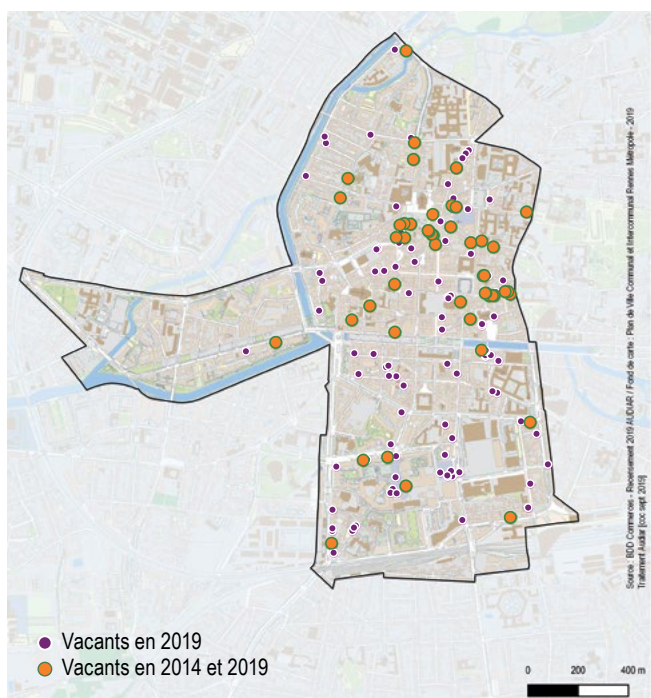 Vacants en 2019
Vacants en 2014 et 2019
0 200 400 m
Source : BDD Commerces - Recensement 2019 AUDIAR / Fond de carte : Plan de Ville Communal et Intercommunal Rennes Métropole - 2019
Traitement Audiar [coc sept 2019]